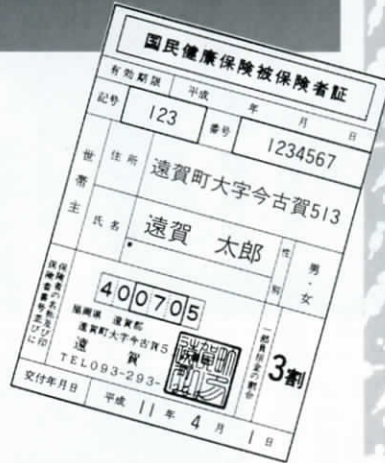 国民健康保険被保険者証
有効期限 平成 年 月 日
記号 123 番号 1234567
世帯主 住所 遠賀町大字今古賀513
氏名 遠賀 太郎 性別 男・女
保険者の名称及び印
保険者番号並びに
400705
福岡県 遠賀郡
遠賀町大字今古賀5
遠 賀
TEL093-293-
一部負担金の割合 3割
交付年月日 平成 11 年 4 月 1 日